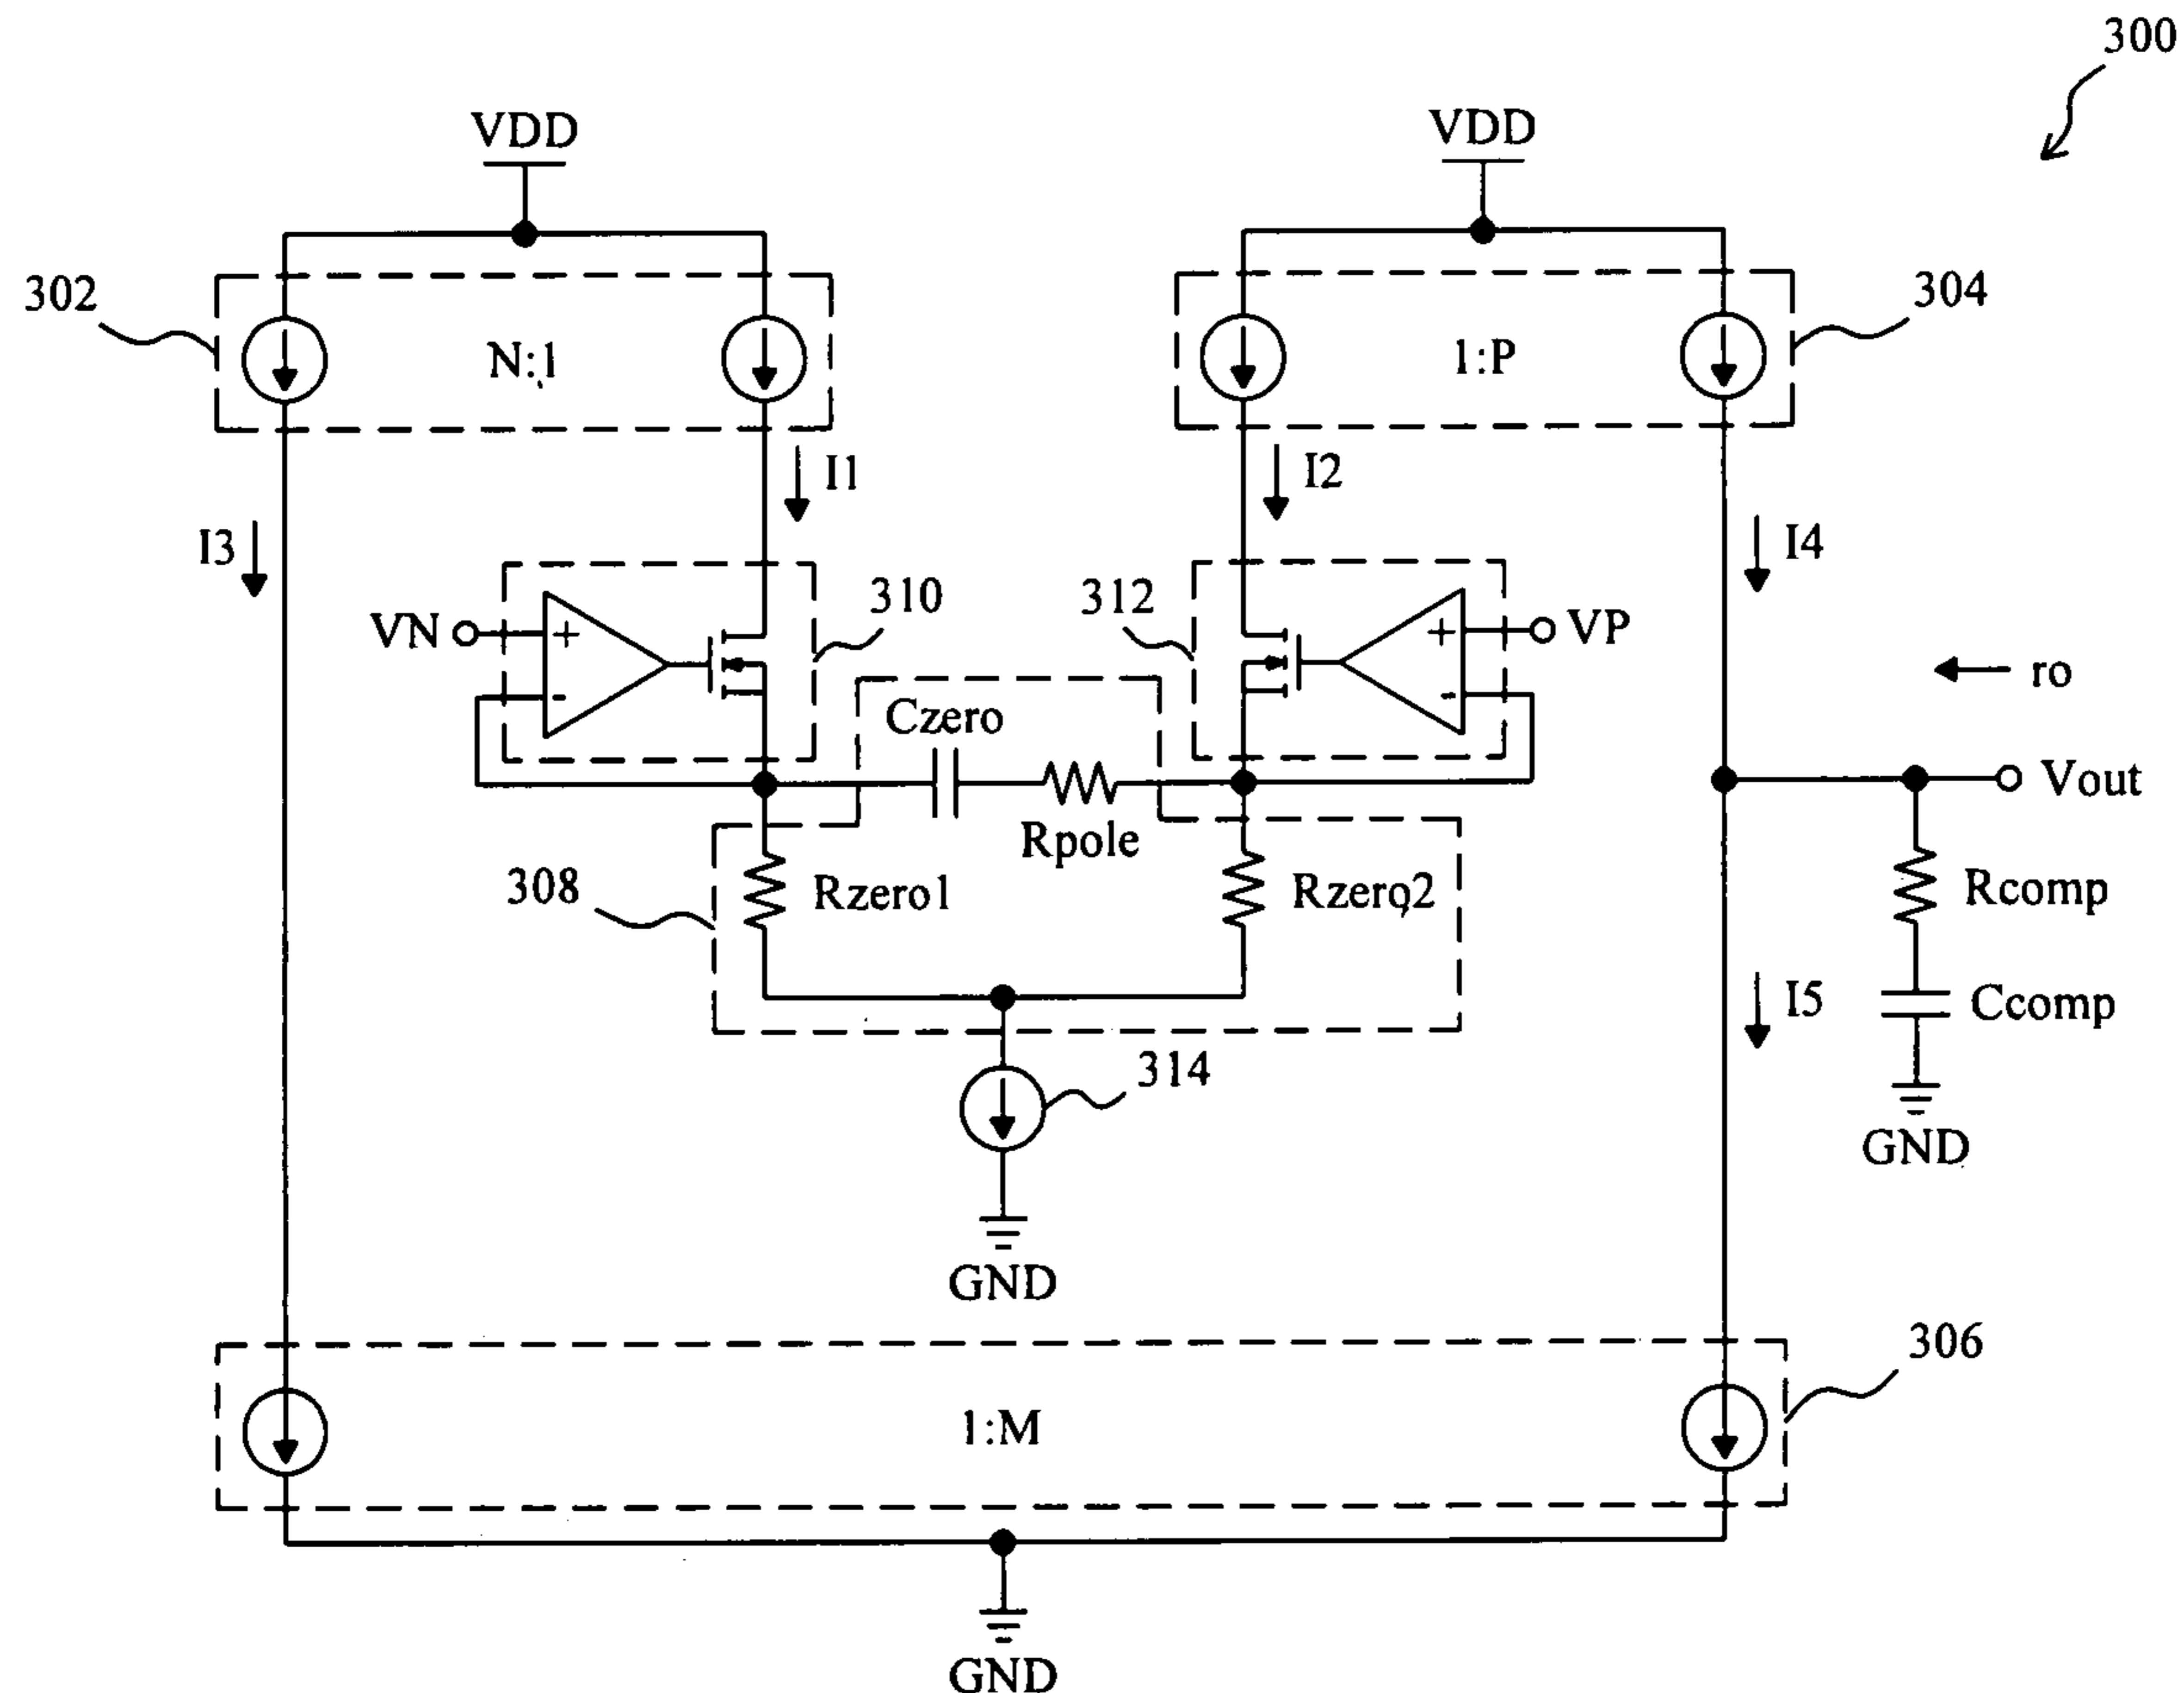 300
VDD
VDD
302
304
N:1
1:P
I1
I2
I3
I4
310
312
VN
+
-
VP
+
-
ro
Czero
Vout
Rpole
308
Rzero1
Rzero2
Rcomp
I5
Ccomp
314
GND
GND
306
1:M
GND